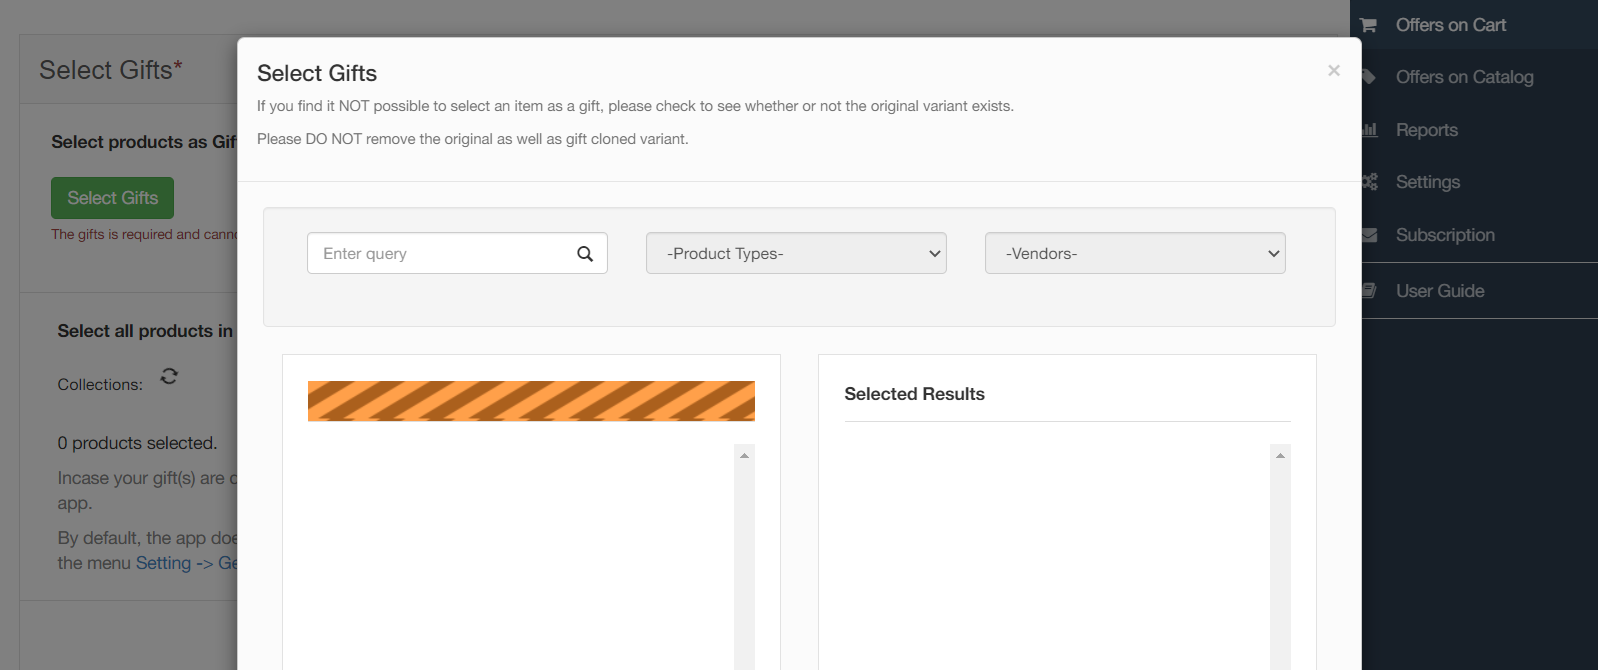 Select Gifts*
Select products as Gif
Select Gifts
The gifts is required and canno
Select all products in
Collections:
0 products selected.
Incase your gift(s) are
app.
By default, the app doe
the menu Setting -> Ge
Select Gifts
×
If you find it NOT possible to select an item as a gift, please check to see whether or not the original variant exists.
Please DO NOT remove the original as well as gift cloned variant.
Enter query
-Product Types-
-Vendors-
Selected Results
Offers on Cart
Offers on Catalog
Reports
Settings
Subscription
User Guide